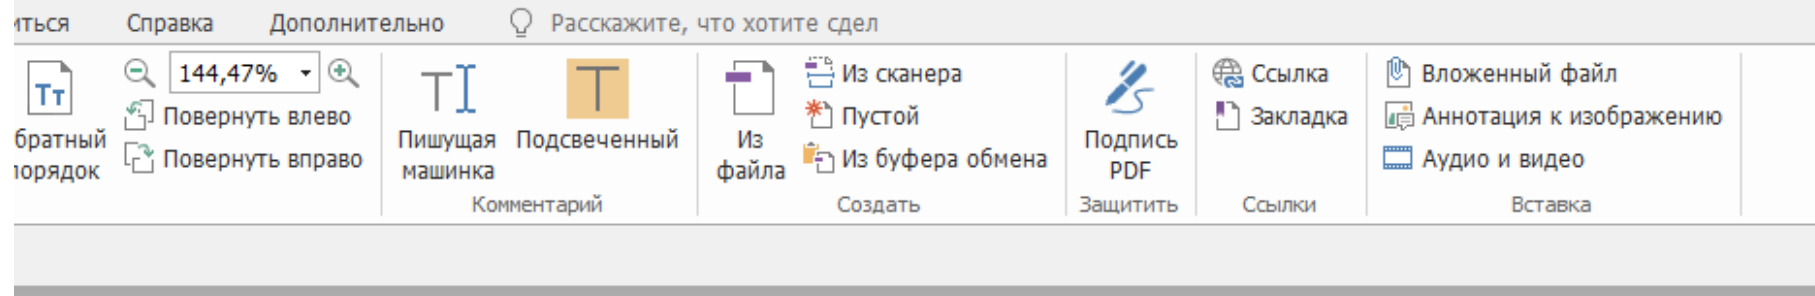 иться Справка Дополнительно Расскажите, что хотите сдел
144,47%
Повернуть влево
Повернуть вправо
братный
порядок
Пишущая
машинка
Подсвеченный
Комментарий
Из
файла
Из сканера
Пустой
Из буфера обмена
Создать
Подпись
PDF
Защитить
Ссылка
Закладка
Ссылки
Вложенный файл
Аннотация к изображению
Аудио и видео
Вставка